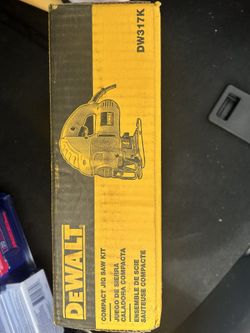 DEWALT
DW317K
COMPACT JIG SAW KIT
JUEGO DE SIERRA
CALADORA COMPACTA
ENSEMBLE DE SCIE
SAUTEUSE COMPACTE